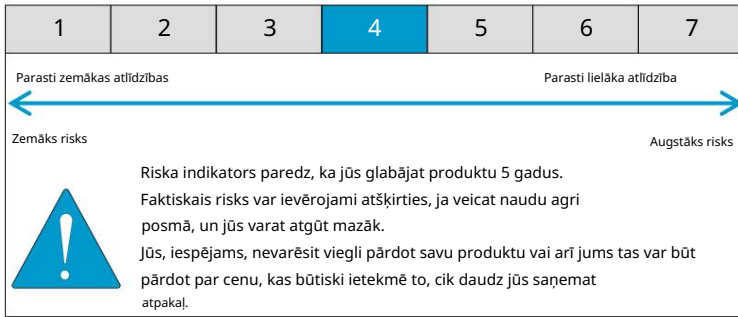 1 2 3 4 5 6 7
Parasti zemākas atlīdzības Parasti lielāka atlīdzība
Zemāks risks Augstāks risks
Riska indikators paredz, ka jūs glabājat produktu 5 gadus.
Faktiskais risks var ievērojami atšķirties, ja veicat naudu agri
posmā, un jūs varat atgūt mazāk.
Jūs, iespējams, nevarēsit viegli pārdot savu produktu vai arī jums tas var būt
pārdot par cenu, kas būtiski ietekmē to, cik daudz jūs saņemat
atpakaļ.